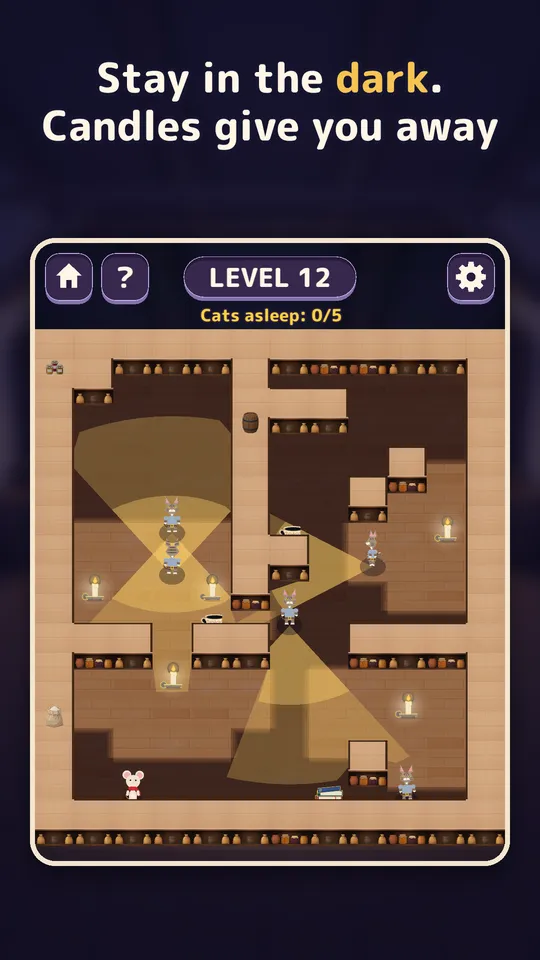 Stay in the dark.
Candles give you away
?
LEVEL 12
Cats asleep: 0/5